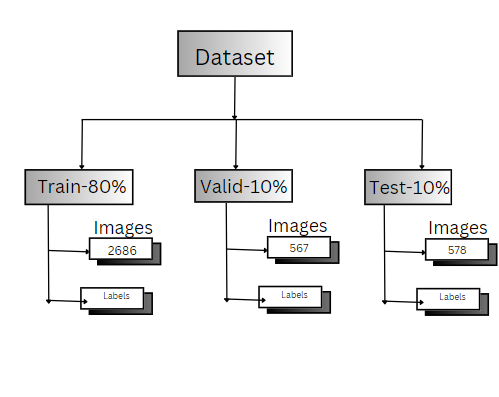 Dataset
Train-80%
Valid-10%
Test-10%
Images
2686
Labels
Images
567
Labels
Images
578
Labels